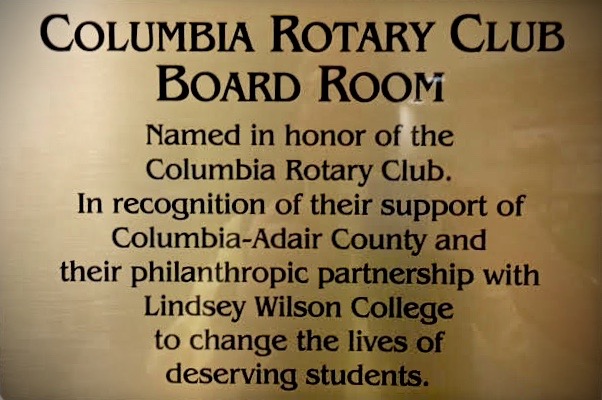 Columbia Rotary Club
Board Room
Named in honor of the
Columbia Rotary Club.
In recognition of their support of
Columbia-Adair County and
their philanthropic partnership with
Lindsey Wilson College
to change the lives of
deserving students.